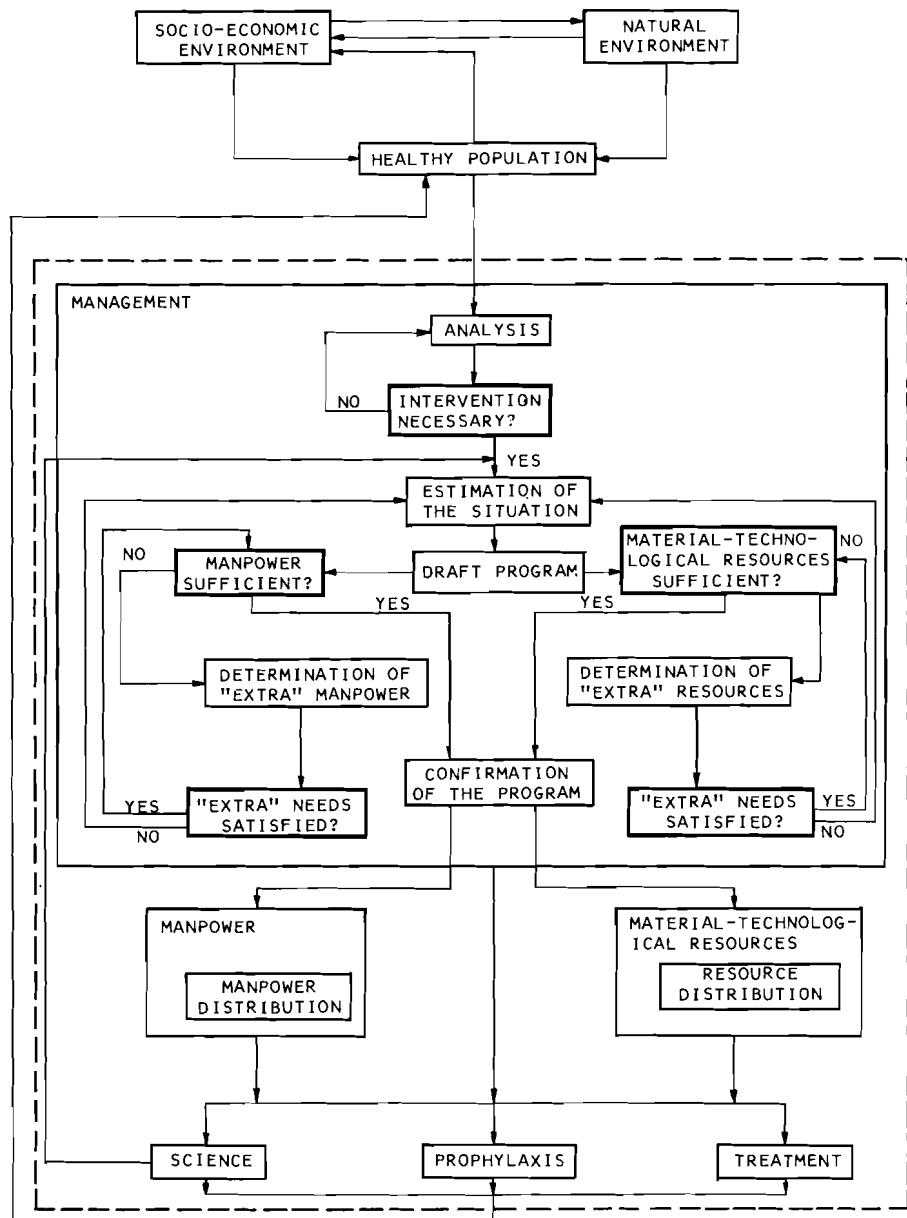 SOCIO-ECONOMIC
ENVIRONMENT
NATURAL
ENVIRONMENT
HEALTHY POPULATION
MANAGEMENT
ANALYSIS
NO
INTERVENTION
NECESSARY?
YES
ESTIMATION OF
THE SITUATION
NO
MANPOWER
SUFFICIENT?
DRAFT PROGRAM
MATERIAL-TECHNO-
LOGICAL RESOURCES
SUFFICIENT?
NO
YES
YES
DETERMINATION OF
"EXTRA" MANPOWER
DETERMINATION OF
"EXTRA" RESOURCES
CONFIRMATION
OF THE PROGRAM
YES
NO
"EXTRA" NEEDS
SATISFIED?
"EXTRA" NEEDS
SATISFIED?
YES
NO
MANPOWER
MANPOWER
DISTRIBUTION
MATERIAL-TECHNOLOG-
ICAL RESOURCES
RESOURCE
DISTRIBUTION
SCIENCE
PROPHYLAXIS
TREATMENT